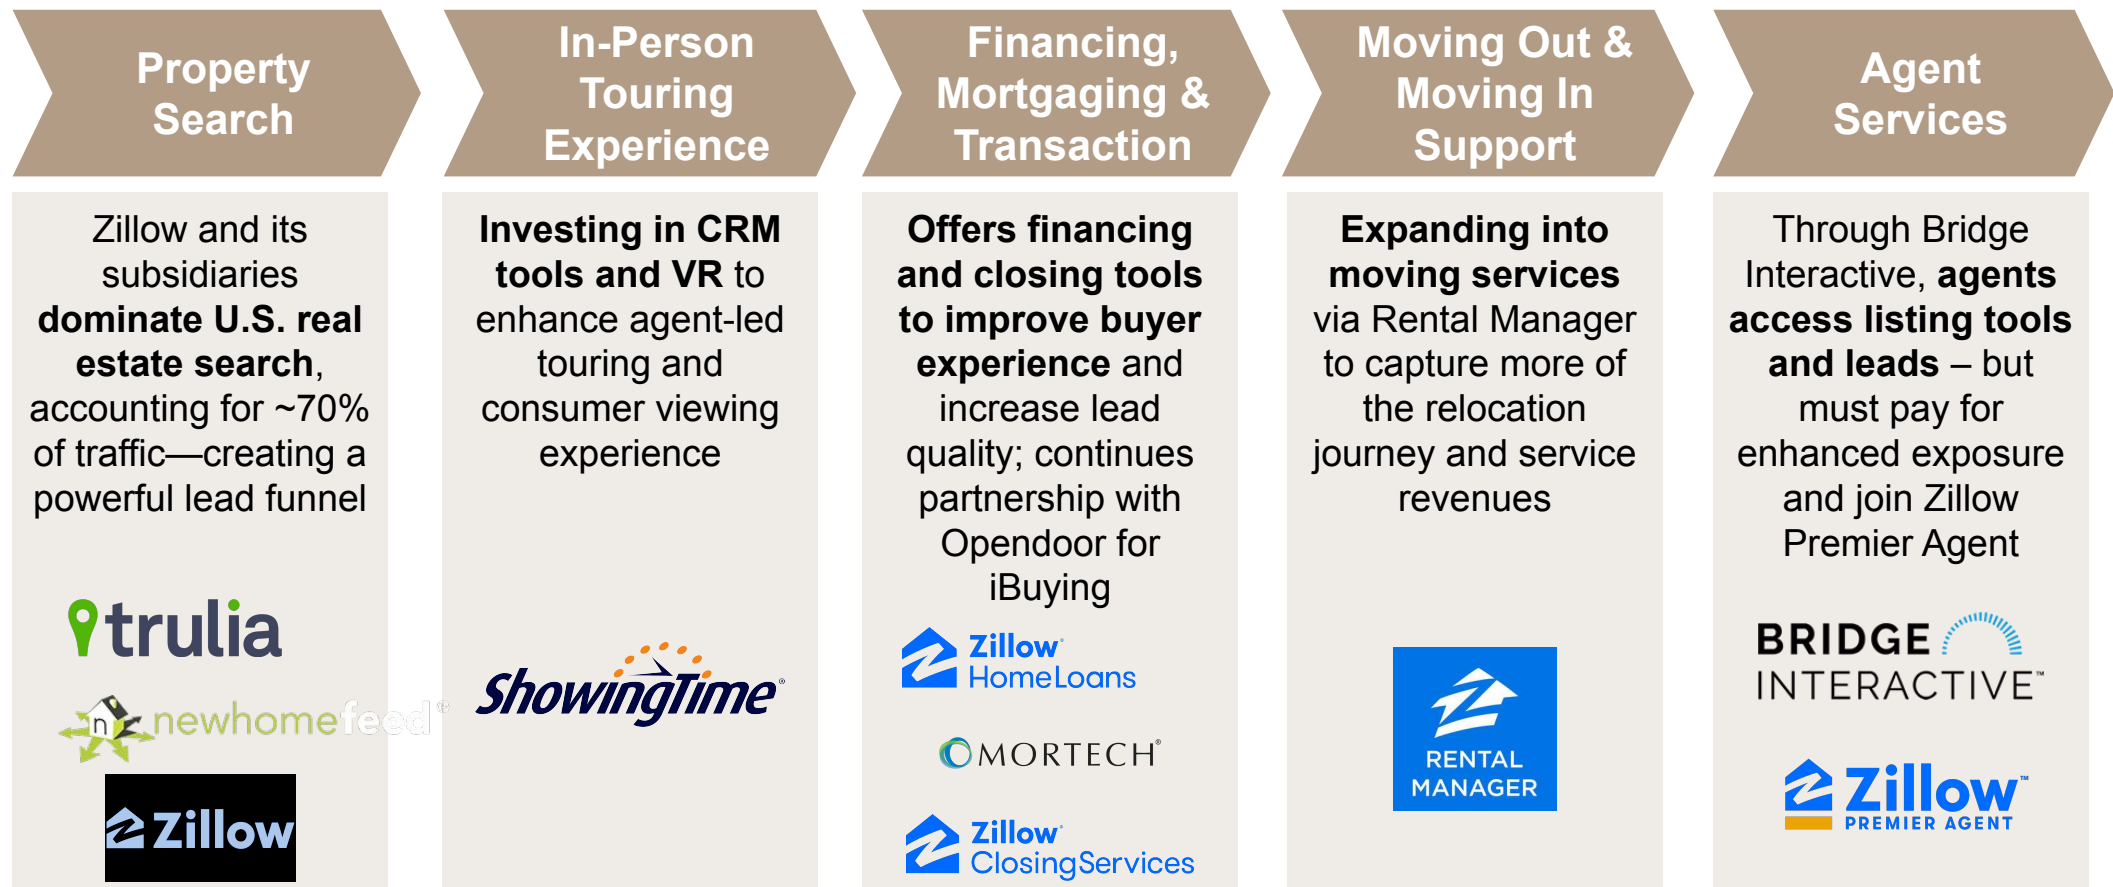 Property
Search
In-Person
Touring
Experience
Financing,
Mortgaging &
Transaction
Moving Out &
Moving In
Support
Agent
Services
Zillow and its
subsidiaries
dominate U.S. real
estate search,
accounting for ~70%
of traffic—creating a
powerful lead funnel
trulia
n
newhomefeed®
Zillow
Investing in CRM
tools and VR to
enhance agent-led
touring and
consumer viewing
experience
ShowingTime®
Offers financing
and closing tools
to improve buyer
experience and
increase lead
quality; continues
partnership with
Opendoor for
iBuying
Zillow®
HomeLoans
MORTECH®
Zillow®
ClosingServices
Expanding into
moving services
via Rental Manager
to capture more of
the relocation
journey and service
revenues
RENTAL
MANAGER
Through Bridge
Interactive, agents
access listing tools
and leads – but
must pay for
enhanced exposure
and join Zillow
Premier Agent
BRIDGE
INTERACTIVE™
Zillow™
PREMIER AGENT